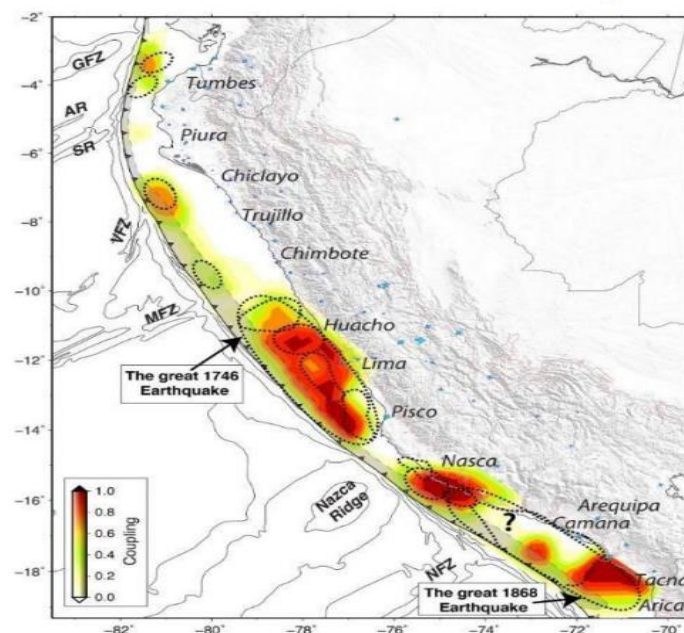 −2
−4
−6
−8
−10
−12
−14
−16
−18
GFZ
AR
SR
VFZ
MFZ
Tumbes
Piura
Chiclayo
Trujillo
Chimbote
Huacho
Lima
The great 1746
Earthquake
Pisco
Nasca
Nazca
Ridge
?
Arequipa
Camana
NFZ
Tacna
The great 1868
Earthquake
Arica
1.0
0.8
0.6
0.4
0.2
0.0
Coupling
−82
−80
−78
−76
−74
−72
−70